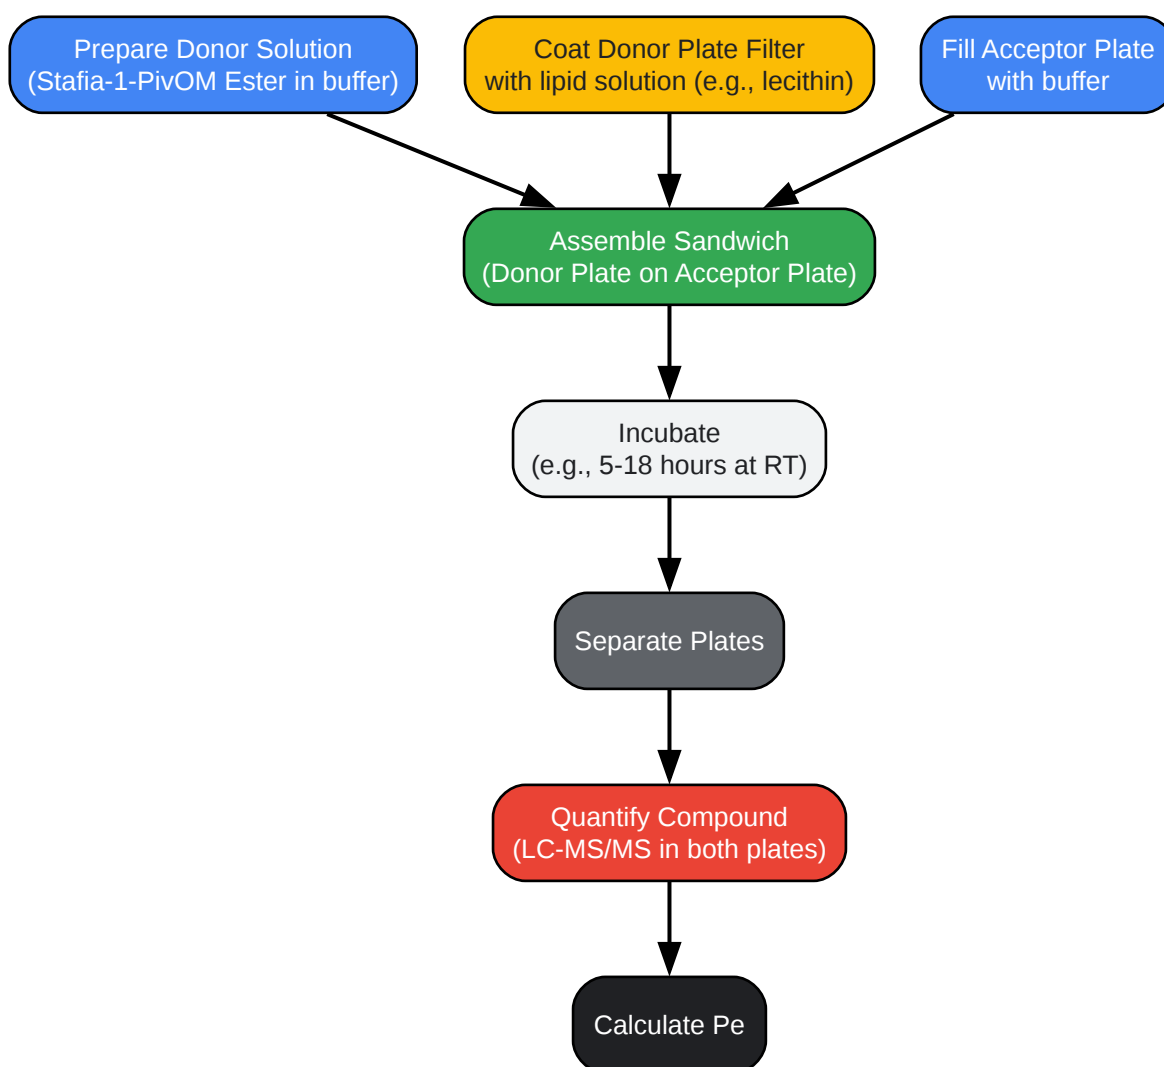 Prepare Donor Solution
(Stafia-1-PivOM Ester in buffer)
Coat Donor Plate Filter
with lipid solution (e.g., lecithin)
Fill Acceptor Plate
with buffer
Assemble Sandwich
(Donor Plate on Acceptor Plate)
Incubate
(e.g., 5-18 hours at RT)
Separate Plates
Quantify Compound
(LC-MS/MS in both plates)
Calculate Pe